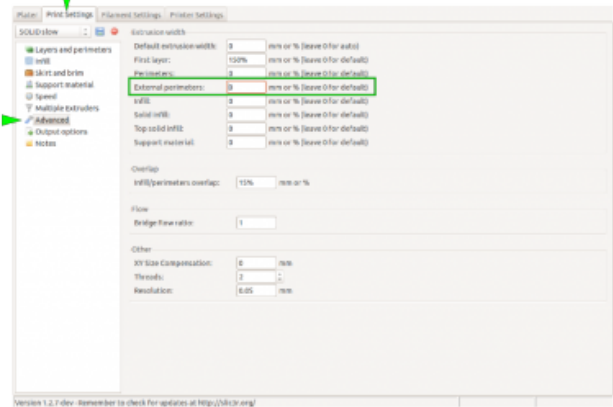 Plater Print Settings Filament Settings Printer Settings
SOLIDslow
Layers and perimeters
Infill
Skirt and brim
Support material
Speed
Multiple Extruders
Advanced
Output options
Notes
Extrusion width
Default extrusion width: 0 mm or % (leave 0 for auto)
First layer: 150% mm or % (leave 0 for default)
Perimeters: 0 mm or % (leave 0 for default)
External perimeters: 0 mm or % (leave 0 for default)
Infill: 0 mm or % (leave 0 for default)
Solid infill: 0 mm or % (leave 0 for default)
Top solid infill: 0 mm or % (leave 0 for default)
Support material: 0 mm or % (leave 0 for default)
Overlap
Infill/perimeters overlap: 15% mm or %
Flow
Bridge flow ratio: 1
Other
XY Size Compensation: 0 mm
Threads: 2
Resolution: 0.05 mm
Version 1.2.7-dev - Remember to check for updates at http://slic3r.org/